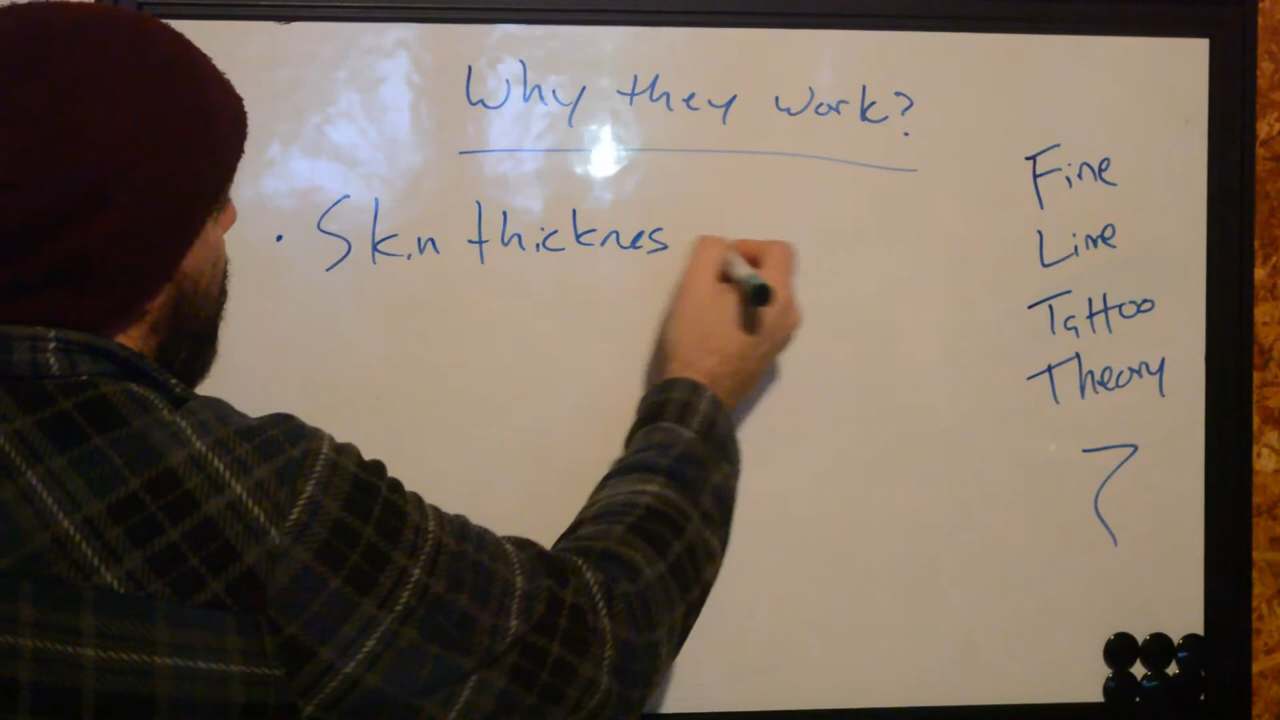 Why they work?
· Skin thicknes
Fine
Line
Tattoo
Theory
?